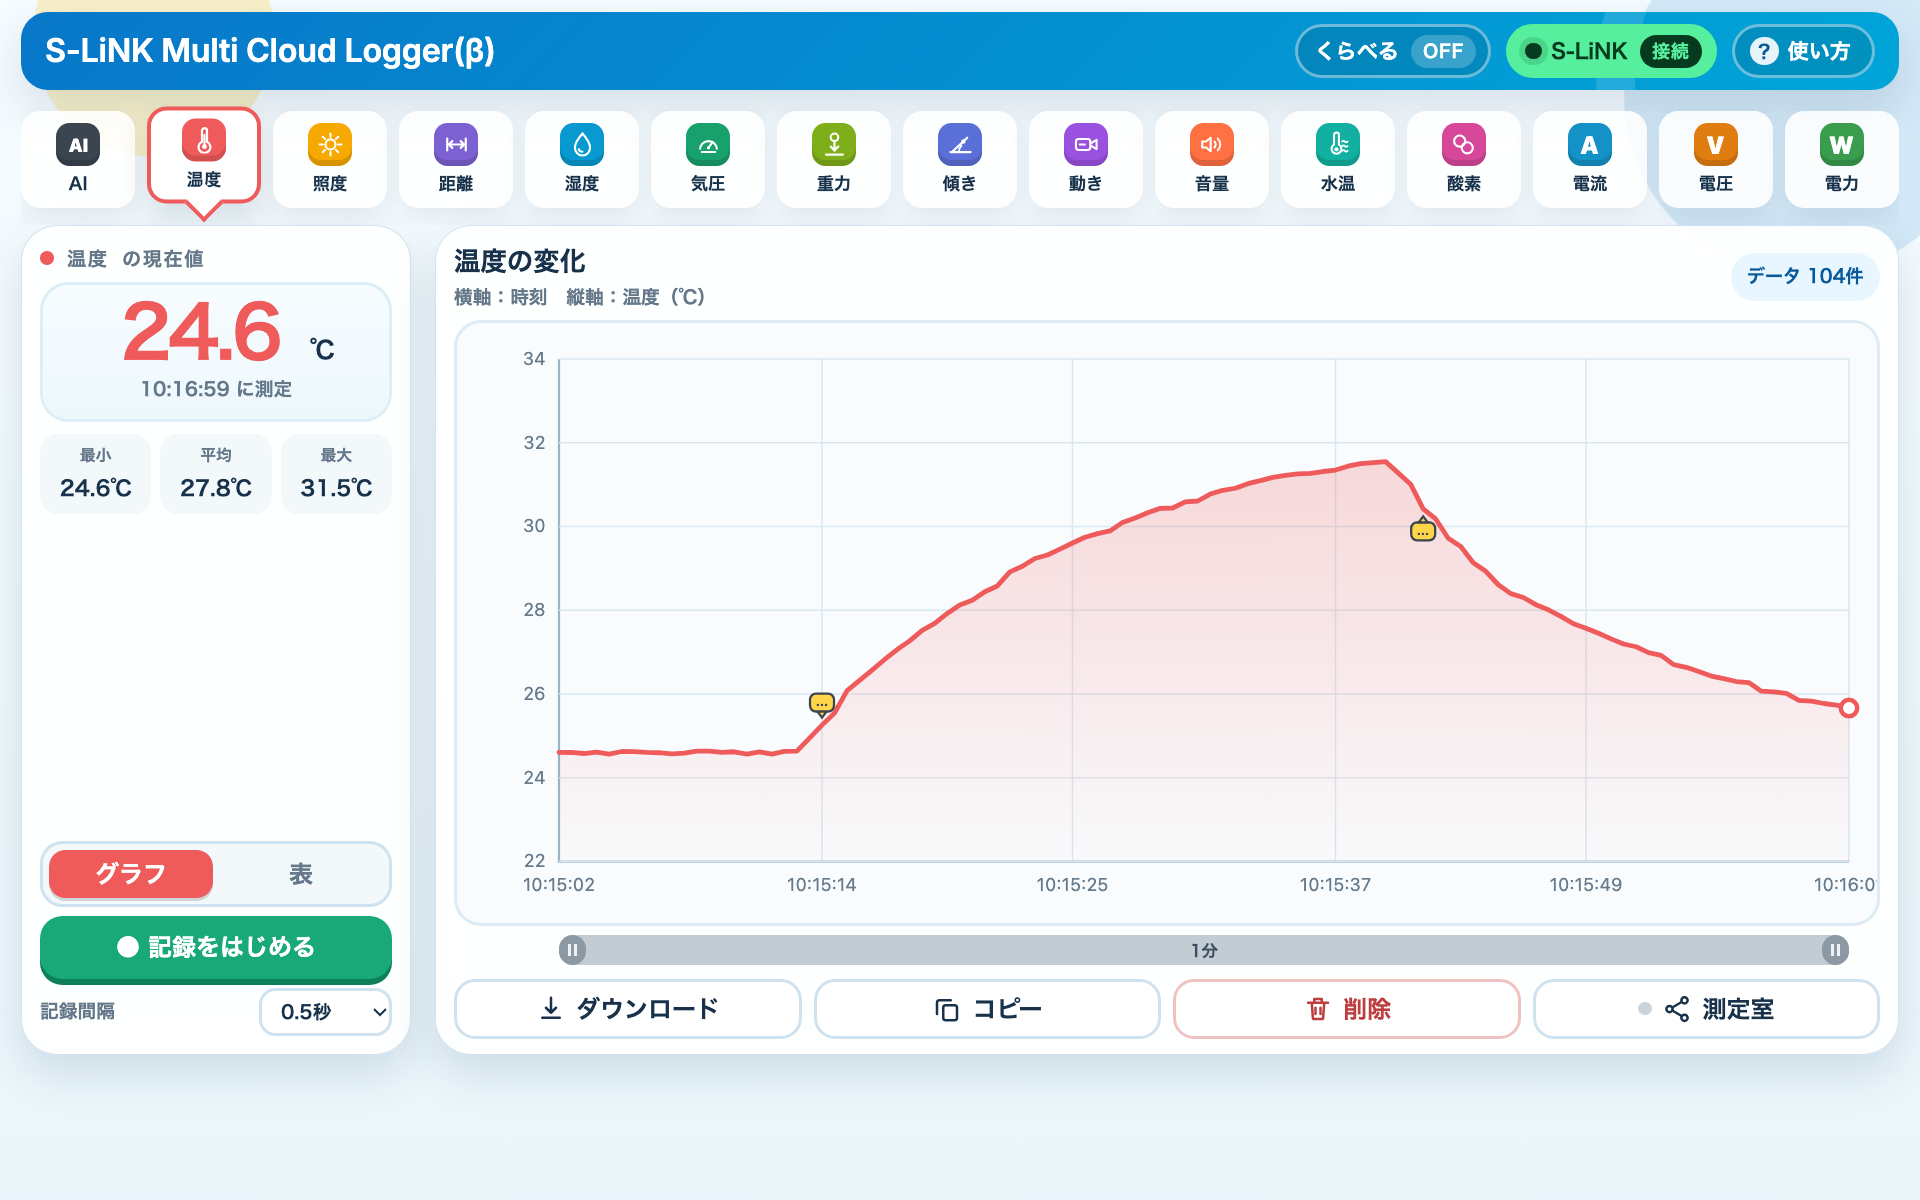 S-LiNK Multi Cloud Logger(β)
くらべる OFF
S-LiNK 接続
? 使い方
AI
AI
温度
照度
距離
湿度
気圧
重力
傾き
動き
音量
水温
酸素
A
電流
V
電圧
W
電力
温度 の現在値
24.6 ℃
10:16:59 に測定
最小
24.6℃
平均
27.8℃
最大
31.5℃
グラフ
表
記録をはじめる
記録間隔
0.5秒
温度の変化
横軸：時刻 縦軸：温度（℃）
データ 104件
34
32
30
28
26
24
22
10:15:02
10:15:14
10:15:25
10:15:37
10:15:49
10:16:0
1分
ダウンロード
コピー
削除
測定室